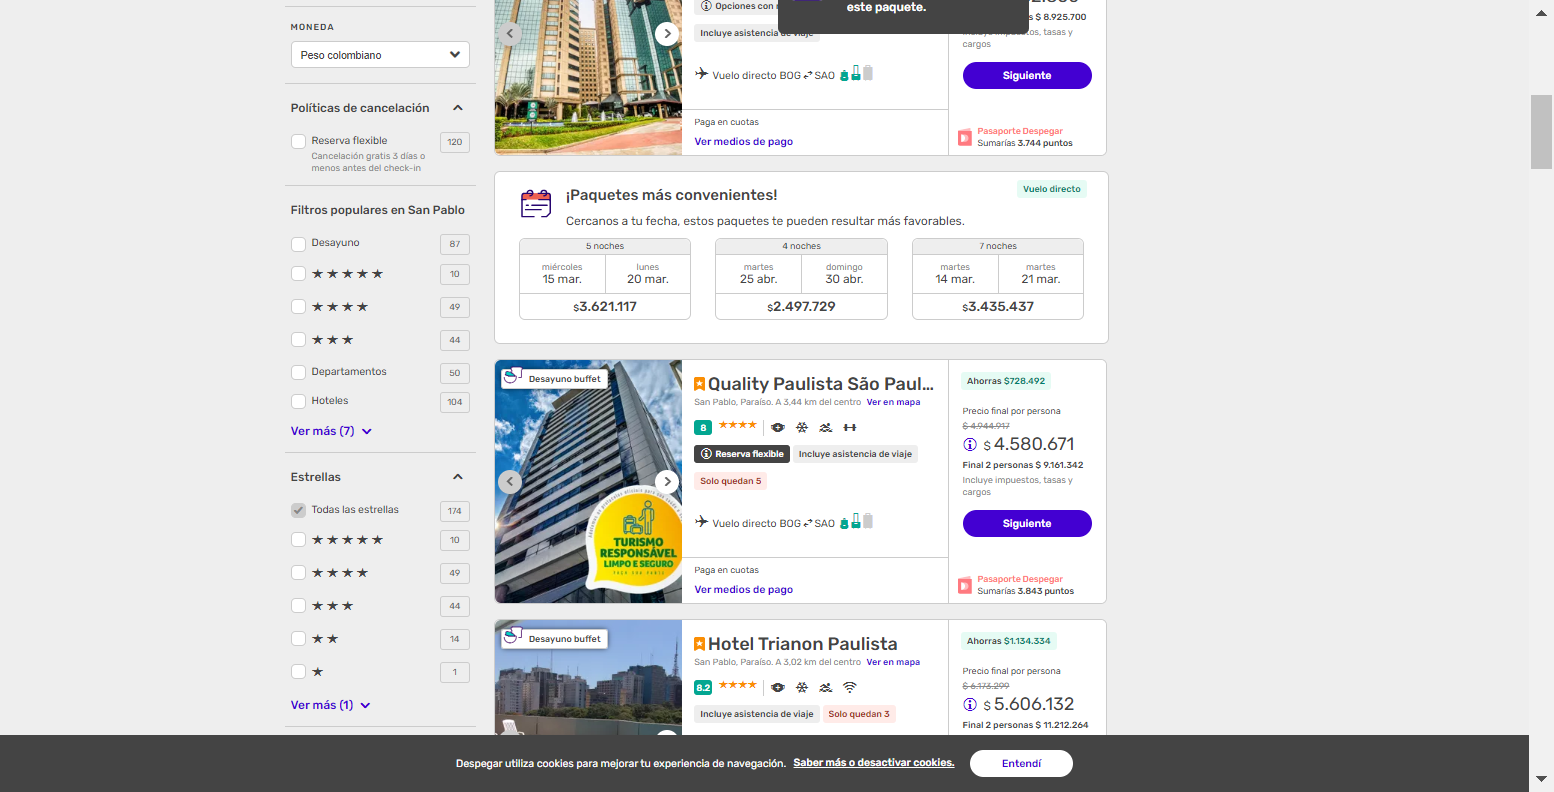 MONEDA
Peso colombiano
Políticas de cancelación
Reserva flexible
120
Cancelación gratis 3 días o
menos antes del check-in
Filtros populares en San Pablo
Desayuno
87
10
49
44
Departamentos
50
Hoteles
104
Ver más (7)
Estrellas
Todas las estrellas
174
10
49
44
14
1
Ver más (1)
este paquete.
Opciones con
Incluye asistencia de viaje
Vuelo directo BOG SAO
Paga en cuotas
Ver medios de pago
$ 8.925.700
Incluye impuestos, tasas y
cargos
Siguiente
Pasaporte Despegar
Sumarías 3.744 puntos
¡Paquetes más convenientes!
Vuelo directo
Cercanos a tu fecha, estos paquetes te pueden resultar más favorables.
5 noches
miércoles
15 mar.
lunes
20 mar.
$3.621.117
4 noches
martes
25 abr.
domingo
30 abr.
$2.497.729
7 noches
martes
14 mar.
martes
21 mar.
$3.435.437
Desayuno buffet
TURISMO
RESPONSÁVEL
LIMPO E SEGURO
Quality Paulista São Paul...
San Pablo, Paraíso. A 3,44 km del centro Ver en mapa
8
Reserva flexible
Incluye asistencia de viaje
Solo quedan 5
Vuelo directo BOG SAO
Paga en cuotas
Ver medios de pago
Ahorras $728.492
Precio final por persona
$ 4.944.917
$ 4.580.671
Final 2 personas $ 9.161.342
Incluye impuestos, tasas y
cargos
Siguiente
Pasaporte Despegar
Sumarías 3.843 puntos
Desayuno buffet
Hotel Trianon Paulista
San Pablo, Paraíso. A 3,02 km del centro Ver en mapa
8.2
Incluye asistencia de viaje
Solo quedan 3
Ahorras $1.134.334
Precio final por persona
$ 6.173.299
$ 5.606.132
Final 2 personas $ 11.212.264
Despegar utiliza cookies para mejorar tu experiencia de navegación. Saber más o desactivar cookies.
Entendí